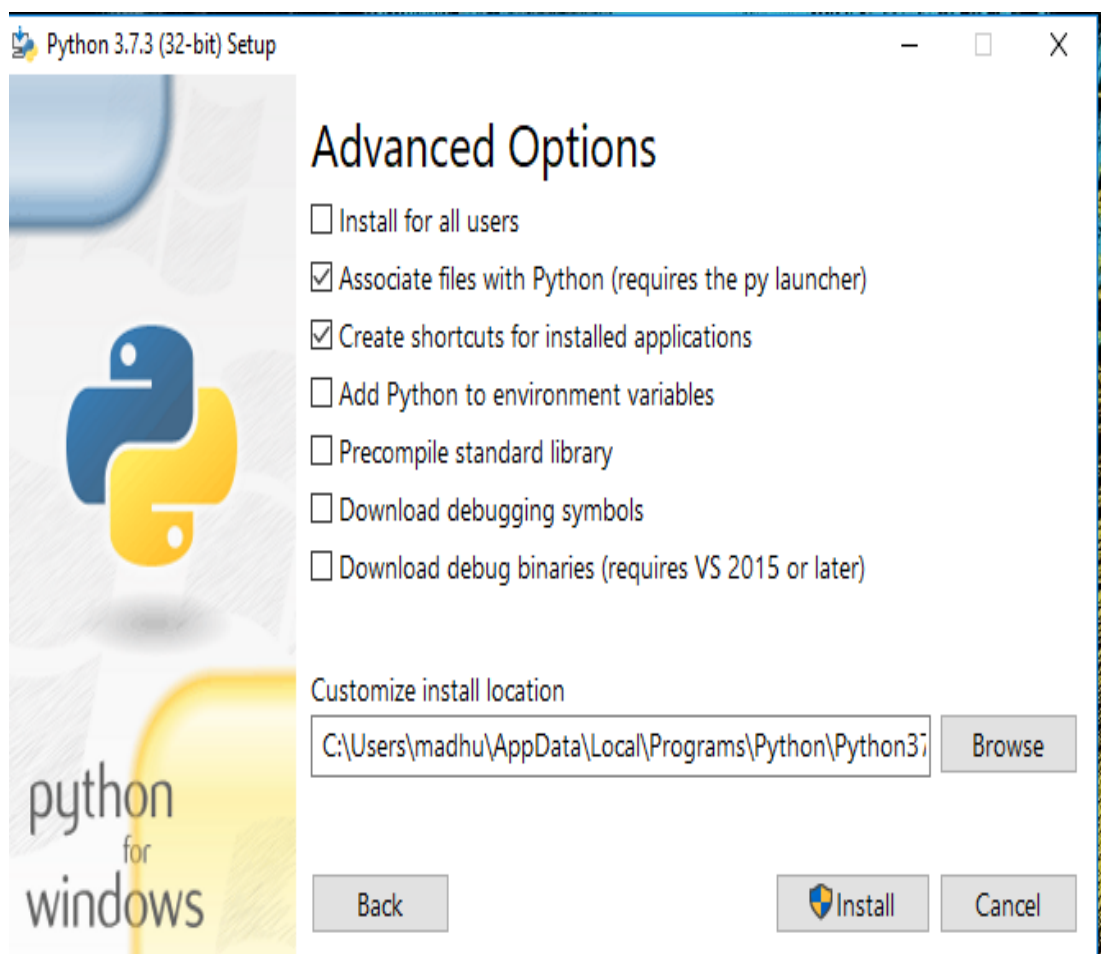 Python 3.7.3 (32-bit) Setup
Advanced Options
Install for all users
Associate files with Python (requires the py launcher)
Create shortcuts for installed applications
Add Python to environment variables
Precompile standard library
Download debugging symbols
Download debug binaries (requires VS 2015 or later)
Customize install location
C:\Users\madhu\AppData\Local\Programs\Python\Python37
Browse
python
for
windows
Back
Install
Cancel